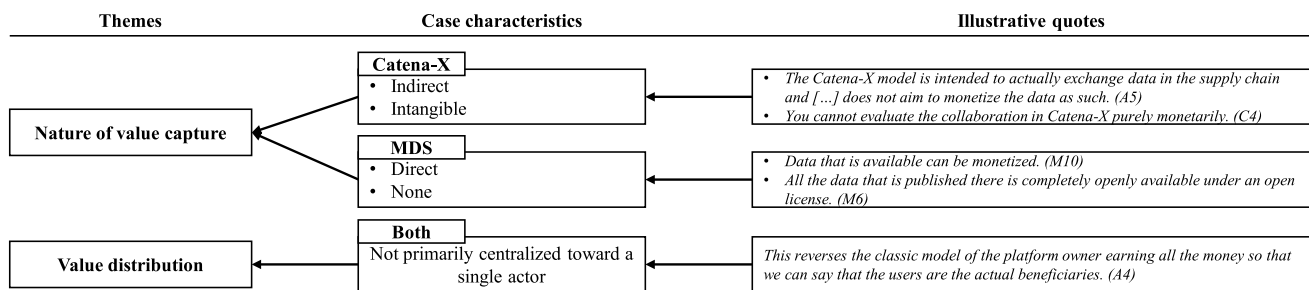 Themes Case characteristics Illustrative quotes
Catena-X
• Indirect
• Intangible
• The Catena-X model is intended to actually exchange data in the supply chain
and […] does not aim to monetize the data as such. (A5)
• You cannot evaluate the collaboration in Catena-X purely monetarily. (C4)
Nature of value capture
MDS
• Direct
• None
• Data that is available can be monetized. (M10)
• All the data that is published there is completely openly available under an open
license. (M6)
Both
Value distribution
Not primarily centralized toward a
single actor
This reverses the classic model of the platform owner earning all the money so that
we can say that the users are the actual beneficiaries. (A4)